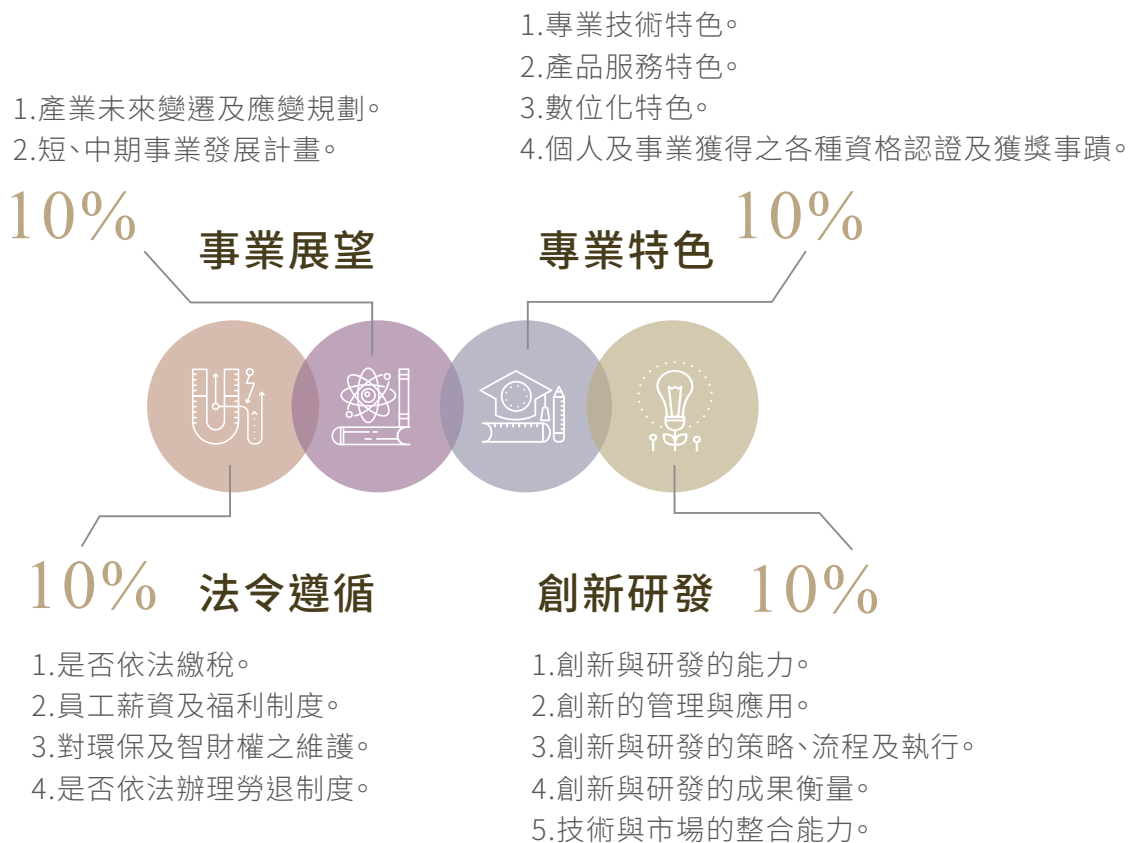 1.產業未來變遷及應變規劃。
2.短、中期事業發展計畫。
10%
事業展望
1.專業技術特色。
2.產品服務特色。
3.數位化特色。
4.個人及事業獲得之各種資格認證及獲獎事蹟。
專業特色
10%
10%
法令遵循
1.是否依法繳稅。
2.員工薪資及福利制度。
3.對環保及智財權之維護。
4.是否依法辦理勞退制度。
創新研發
10%
1.創新與研發的能力。
2.創新的管理與應用。
3.創新與研發的策略、流程及執行。
4.創新與研發的成果衡量。
5.技術與市場的整合能力。